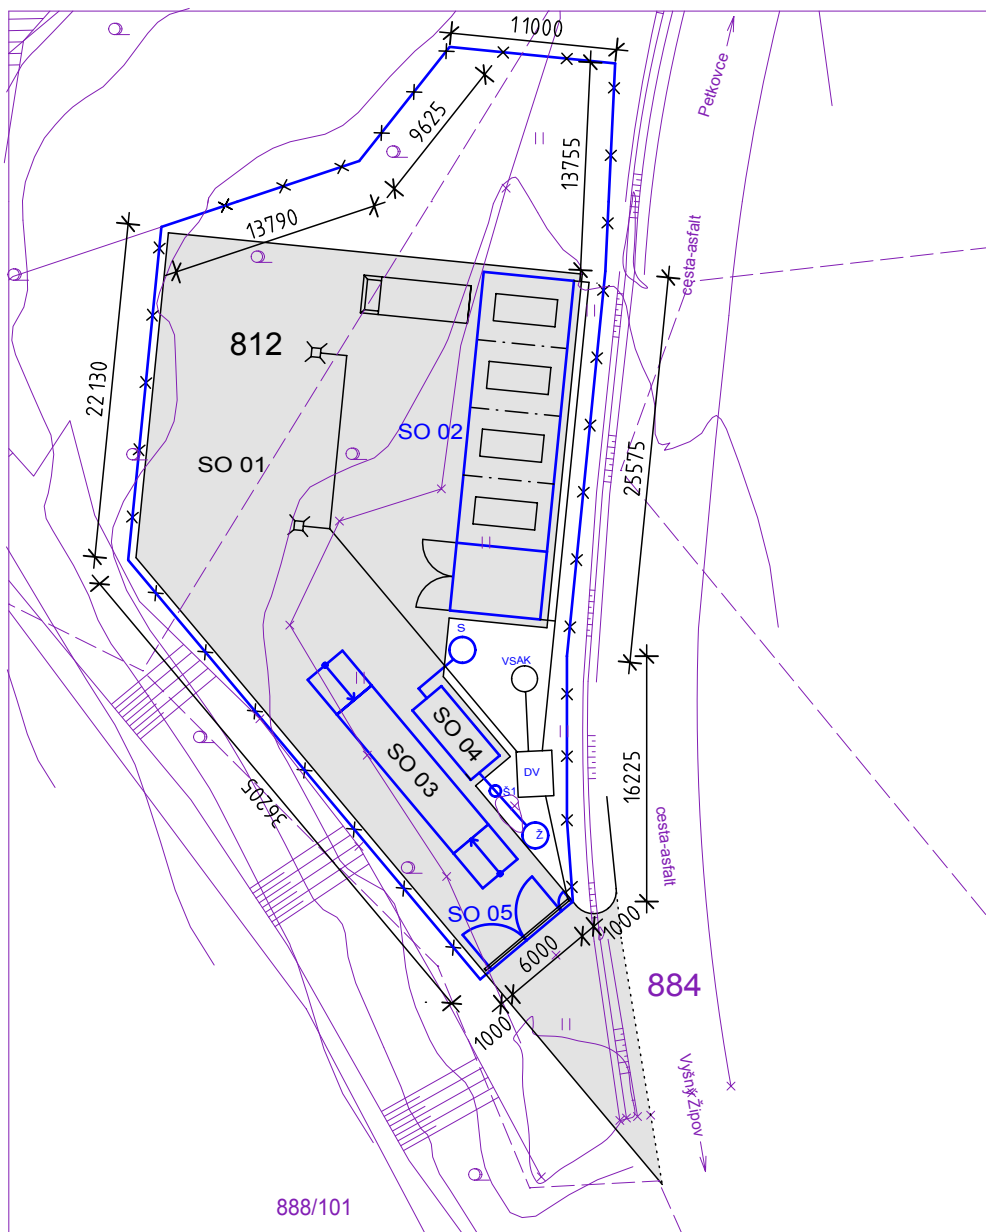 11000
Petkovce
9625
13755
13790
cesta-asfalt
812
22130
SO 02
SO 01
25575
S
VSAK
SO 04
SO 03
DV
Š1
16225
36205
Ž
cesta-asfalt
SO 05
6000
1000
884
1000
Vyšný Žipov
888/101